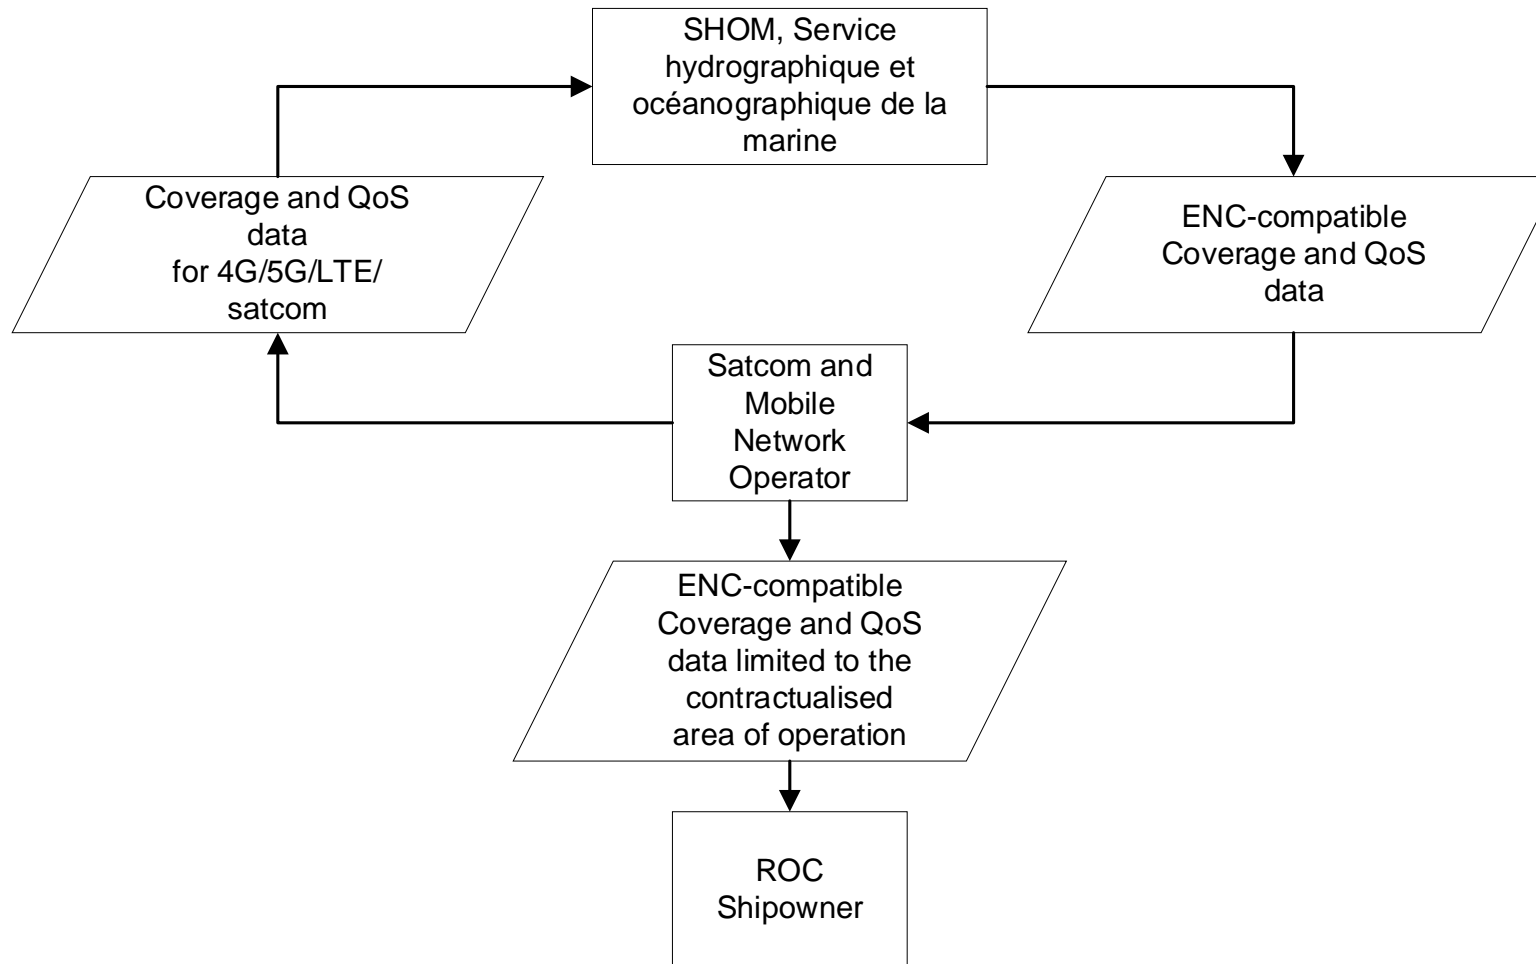 SHOM, Service
hydrographique et
océanographique de la
marine
Coverage and QoS
data
for 4G/5G/LTE/
satcom
ENC-compatible
Coverage and QoS
data
Satcom and
Mobile
Network
Operator
ENC-compatible
Coverage and QoS
data limited to the
contractualised
area of operation
ROC
Shipowner